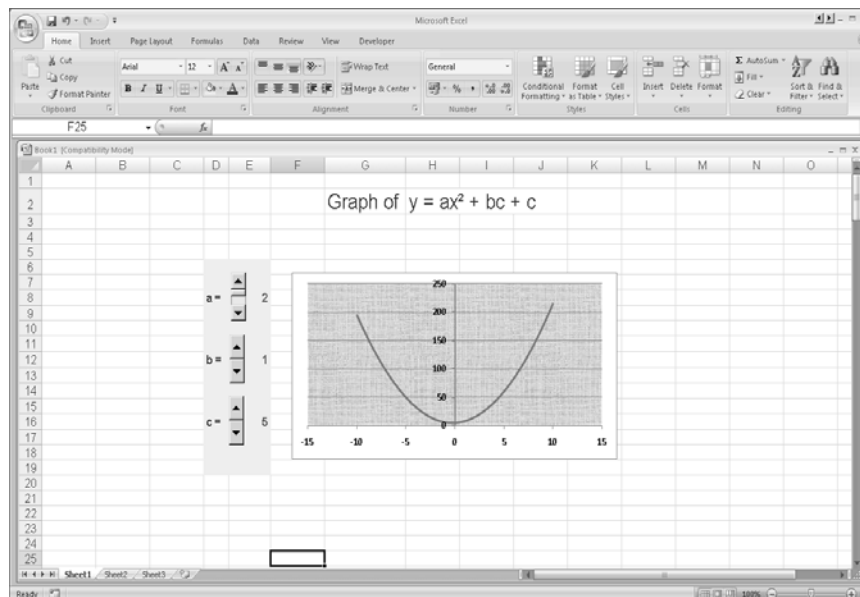 Microsoft Excel
Home Insert Page Layout Formulas Data Review View Developer
Paste
Cut
Copy
Format Painter
Clipboard
Arial 12
B I U
Font
Wrap Text
Merge & Center
Alignment
General
Number
Conditional Formatting
Format as Table
Cell Styles
Styles
Insert Delete Format
Cells
AutoSum
Fill
Clear
Sort & Filter
Find & Select
Editing
F25 fx
Book1 [Compatibility Mode]
A B C D E F G H I J K L M N O
1
2
3
4
5
6
7
8
9
10
11
12
13
14
15
16
17
18
19
20
21
22
23
24
25
Graph of y = ax² + bc + c
a = 2
b = 1
c = 5
250
200
150
100
50
0
-15 -10 -5 0 5 10 15
Sheet1 Sheet2 Sheet3
Ready 100%